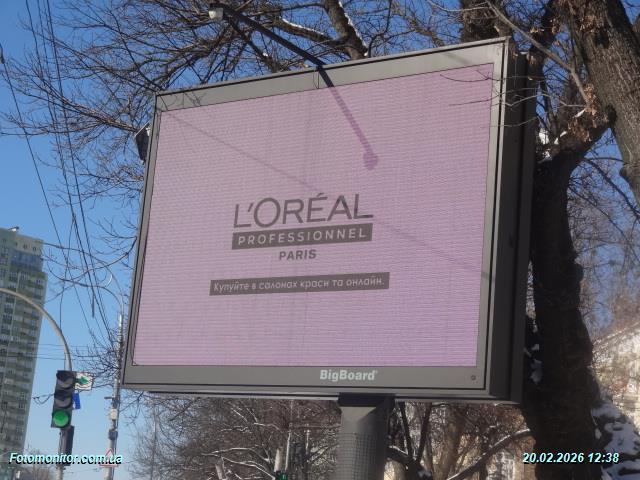 L'ORÉAL
PROFESSIONNEL
PARIS
Купуйте в салонах краси та онлайн.
BigBoard
Fotomonitor.com.ua
20.02.2026 12:38